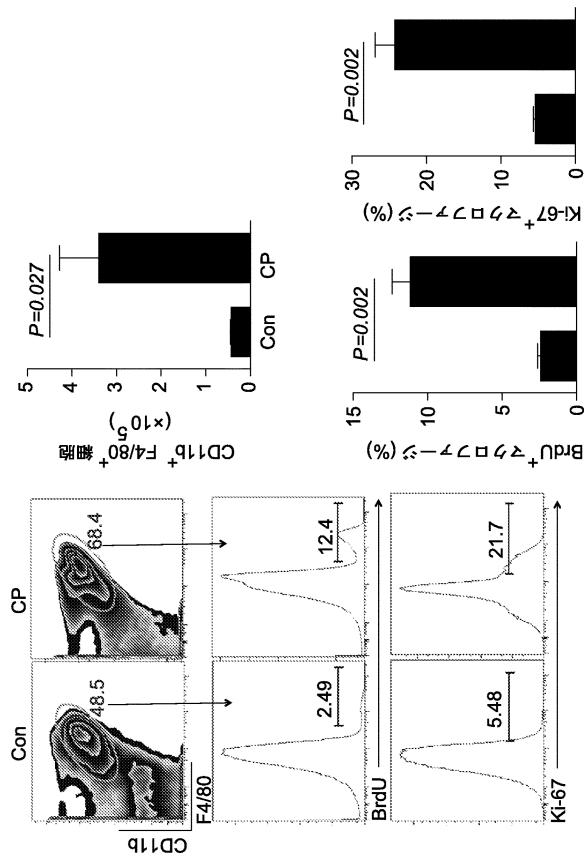 Con
CP
48.5
68.4
CD11b
F4/80
2.49
12.4
BrdU
5.48
21.7
Ki-67
CD11b⁺ F4/80⁺ 細胞
(×10⁵)
5
4
3
2
1
0
P=0.027
Con
CP
BrdU⁺マクロファージ (%)
15
10
5
0
P=0.002
Ki-67⁺マクロファージ (%)
30
20
10
0
P=0.002